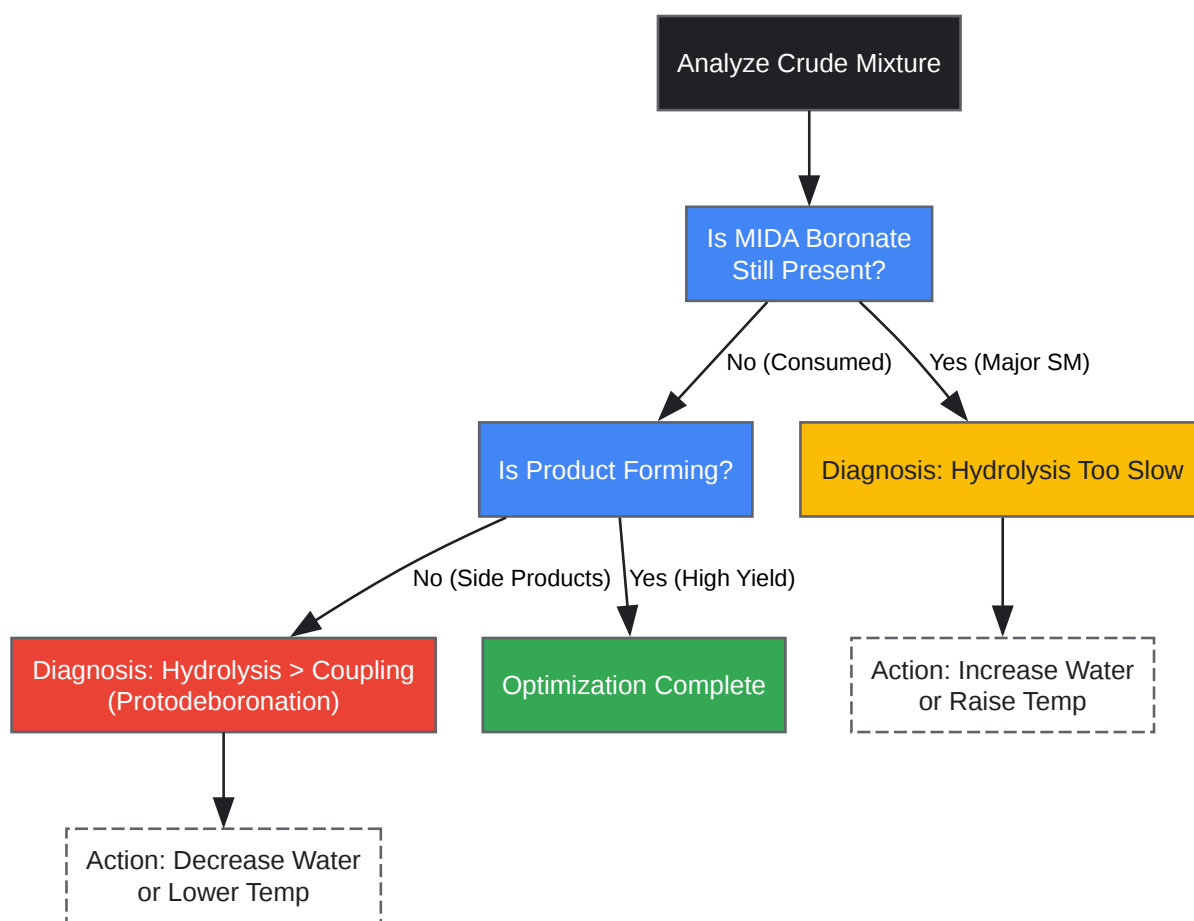 Analyze Crude Mixture
Is MIDA Boronate
Still Present?
No (Consumed)
Yes (Major SM)
Is Product Forming?
Diagnosis: Hydrolysis Too Slow
No (Side Products)
Yes (High Yield)
Diagnosis: Hydrolysis > Coupling
(Protodeboronation)
Optimization Complete
Action: Increase Water
or Raise Temp
Action: Decrease Water
or Lower Temp